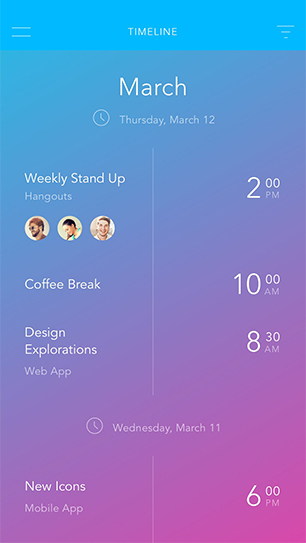 TIMELINE
March
Thursday, March 12
Weekly Stand Up
Hangouts
2 00 PM
Coffee Break
10 00 AM
Design
Explorations
Web App
8 30 AM
Wednesday, March 11
New Icons
Mobile App
6 00 PM